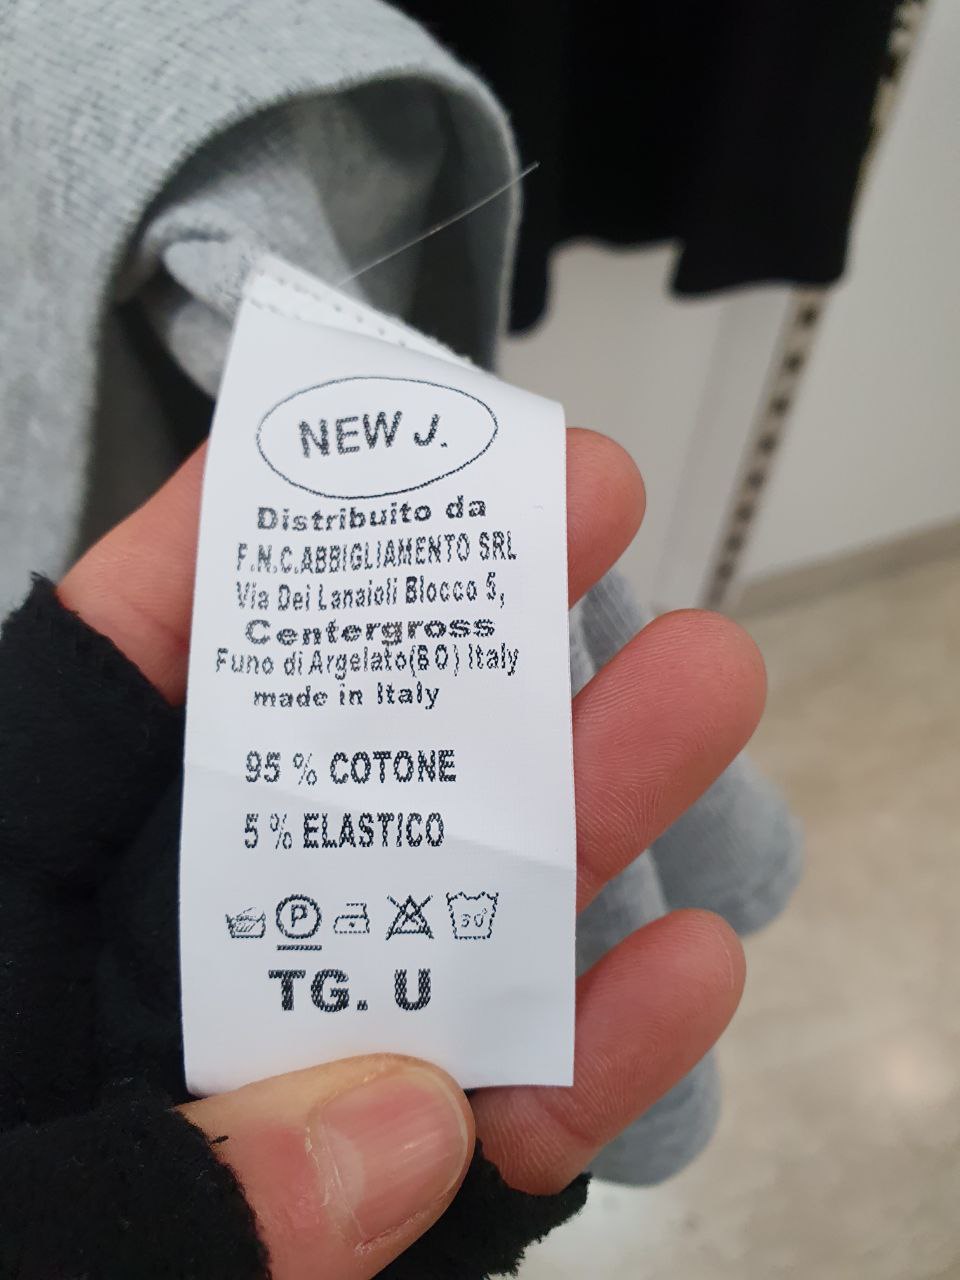 NEW J.
Distribuito da
F.N.C.ABBIGLIAMENTO SRL
Via Dei Lanaioli Blocco 5,
Centergross
Funo di Argelato(BO) Italy
made in Italy
95 % COTONE
5 % ELASTICO
P 30°
TG. U